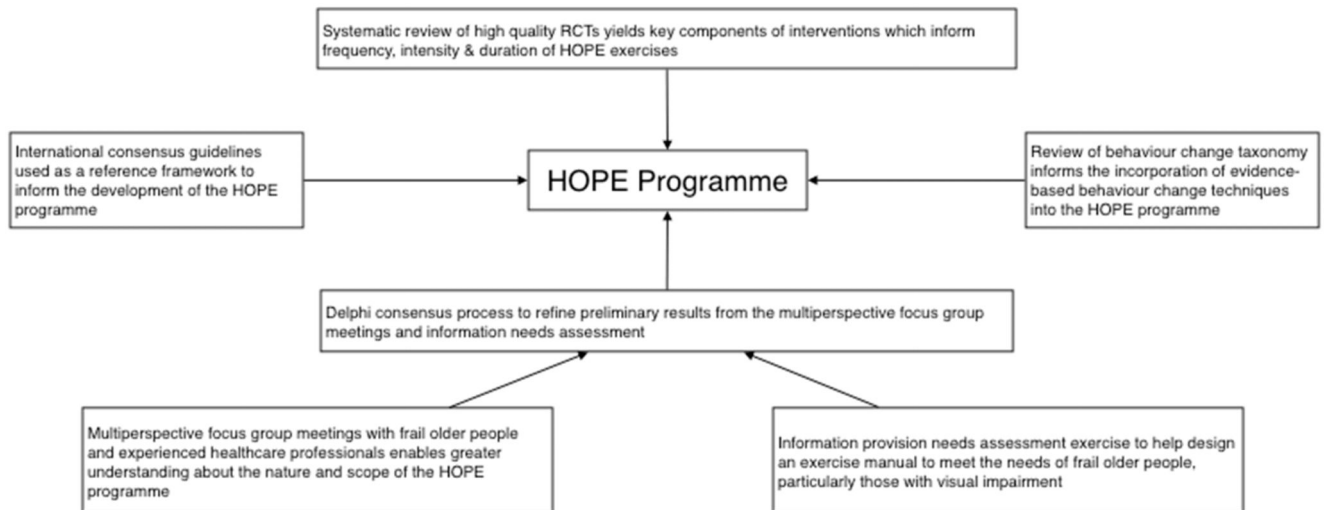 Systematic review of high quality RCTs yields key components of interventions which inform
frequency, intensity & duration of HOPE exercises
International consensus guidelines
used as a reference framework to
inform the development of the HOPE
programme
HOPE Programme
Review of behaviour change taxonomy
informs the incorporation of evidence-
based behaviour change techniques
into the HOPE programme
Delphi consensus process to refine preliminary results from the multiperspective focus group
meetings and information needs assessment
Multiperspective focus group meetings with frail older people
and experienced healthcare professionals enables greater
understanding about the nature and scope of the HOPE
programme
Information provision needs assessment exercise to help design
an exercise manual to meet the needs of frail older people,
particularly those with visual impairment